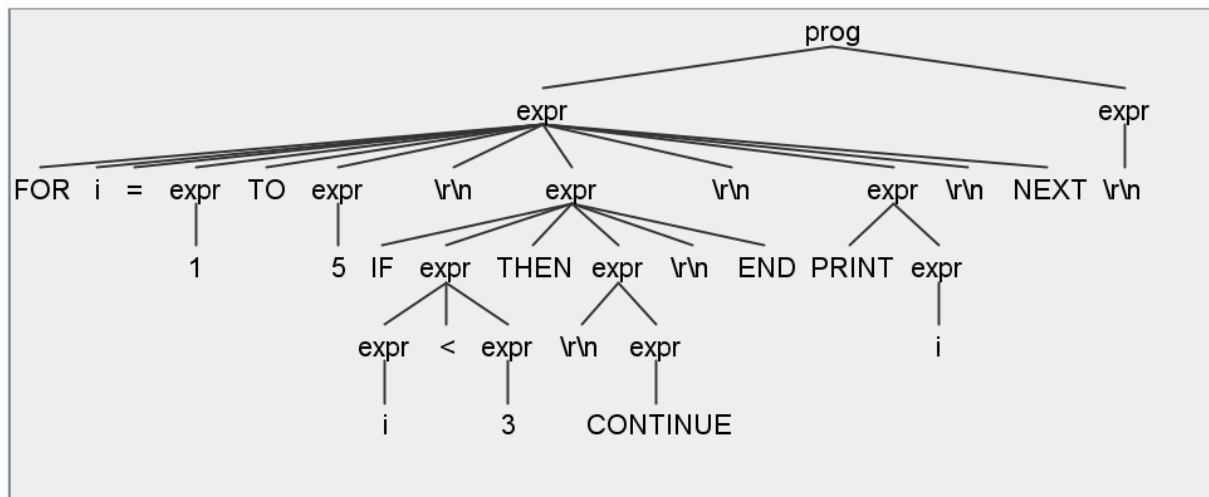 prog
expr expr
FOR i = expr TO expr \r\n expr \r\n expr \r\n NEXT \r\n
1 5 IF expr THEN expr \r\n END PRINT expr
expr < expr \r\n expr i
i 3 CONTINUE